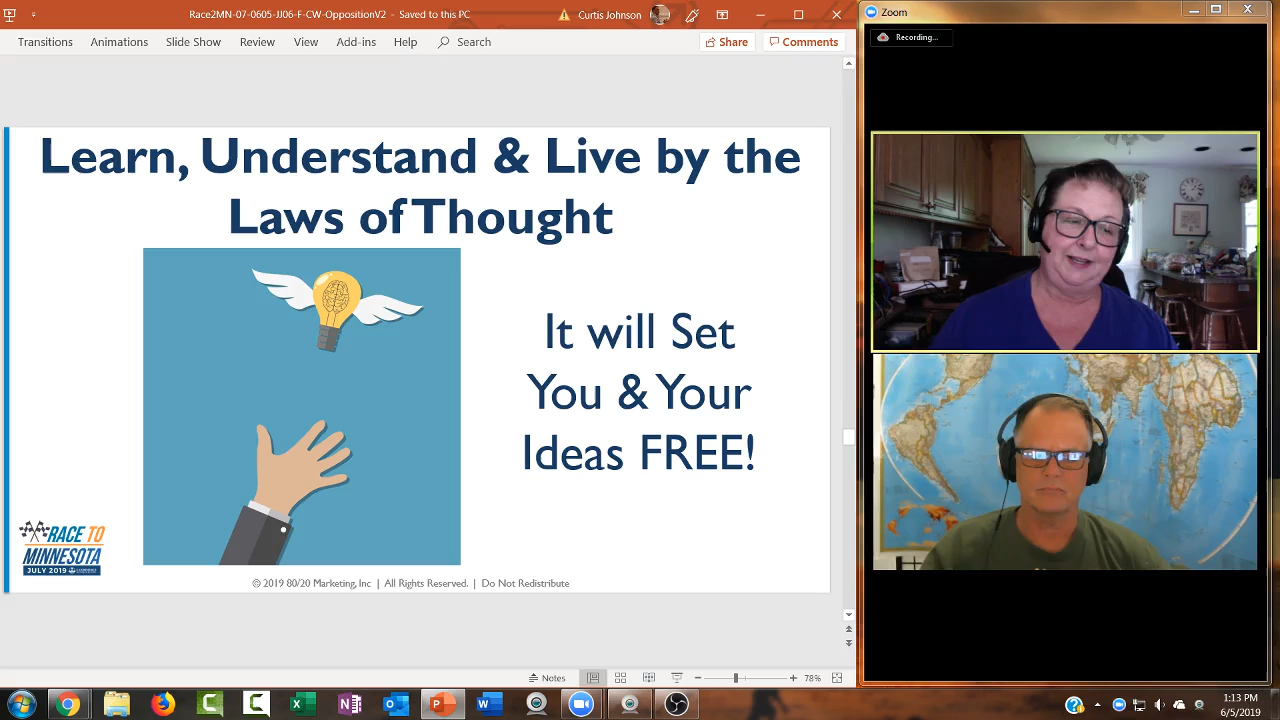 Race2MN-07-0605-JJ06-F-CW-OppositionV2 - Saved to this PC
Curtis Johnson
Transitions Animations Slide Show Review View Add-ins Help Search Share Comments
Learn, Understand & Live by the
Laws of Thought
It will Set
You & Your
Ideas FREE!
RACE TO
MINNESOTA
JULY 2019
© 2019 80/20 Marketing, Inc | All Rights Reserved. | Do Not Redistribute
Notes
78%
Zoom
Recording...
1:13 PM
6/5/2019